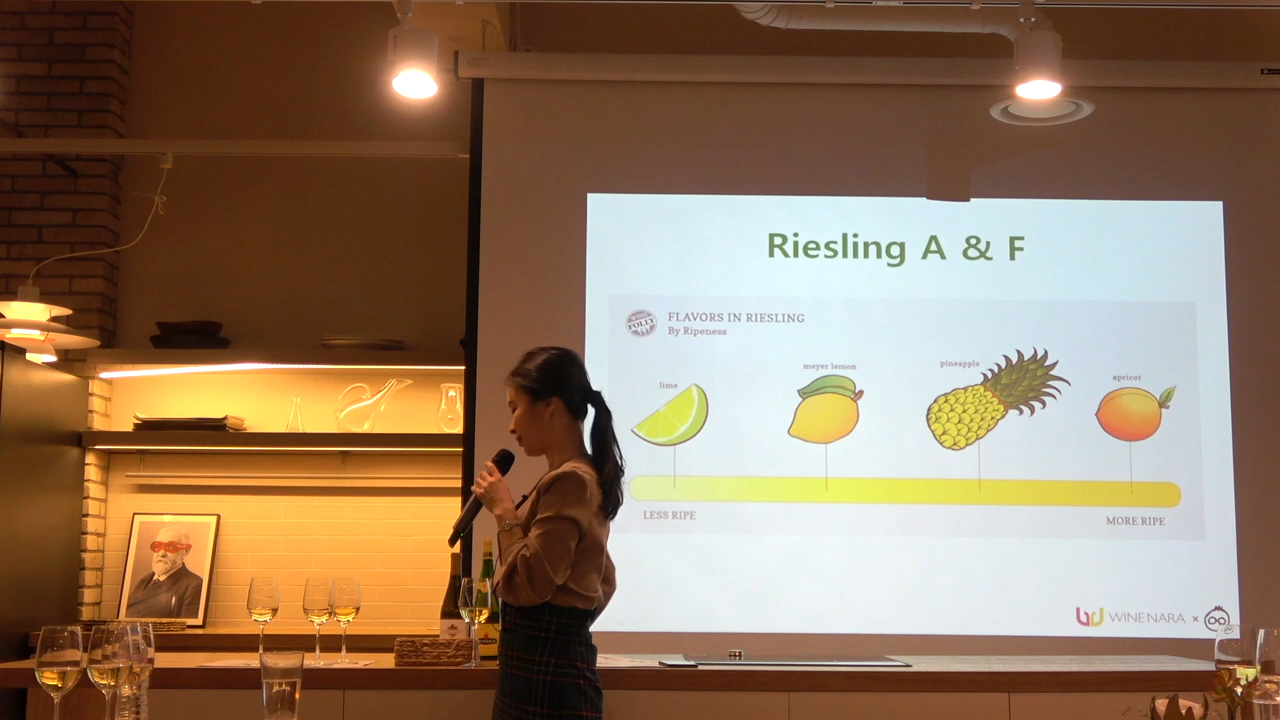 Riesling A & F
FOLLY
FLAVORS IN RIESLING
By Ripeness
lime
meyer lemon
pineapple
apricot
LESS RIPE
MORE RIPE
WINENARA ×